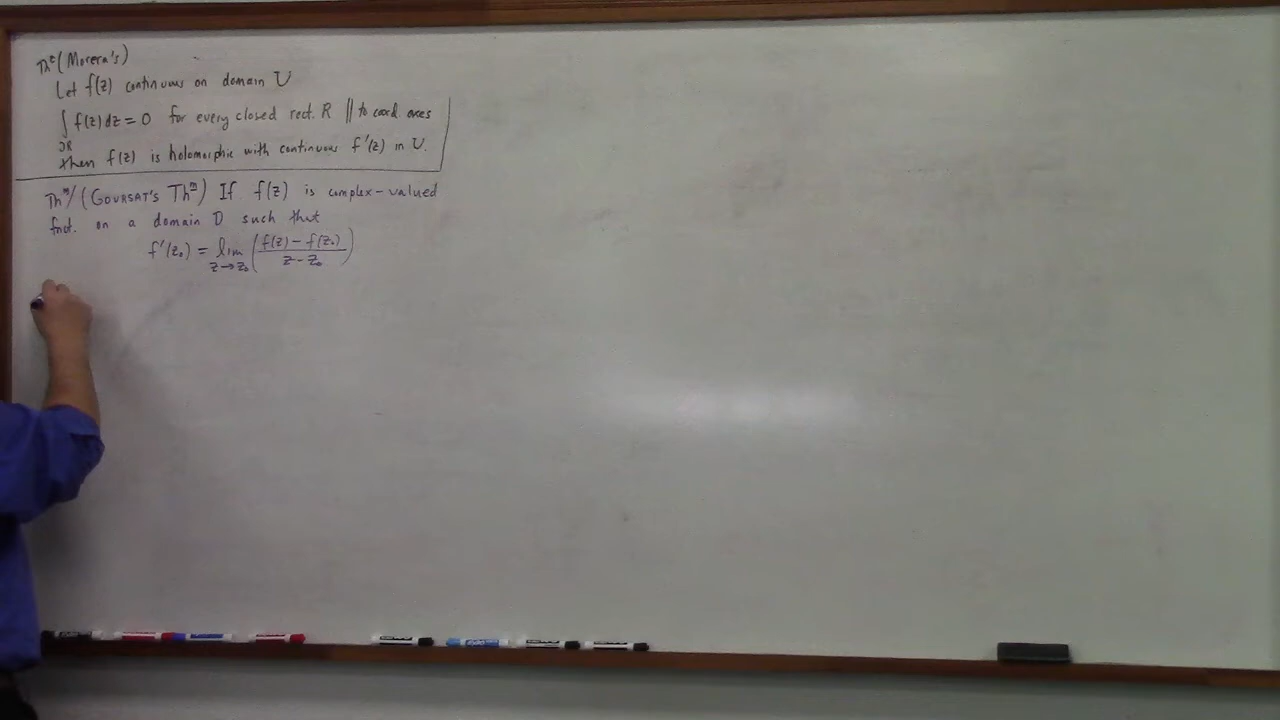 Thm (Morera's)
Let f(z) continuous on domain U
∫_∂R f(z) dz = 0 for every closed rect. R || to coord. axes
then f(z) is holomorphic with continuous f'(z) in U.
Thm/ (GOURSAT'S Thm) If f(z) is complex-valued
fnct. on a domain D such that
f'(z₀) = lim_{z→z₀} ( (f(z) − f(z₀)) / (z − z₀) )